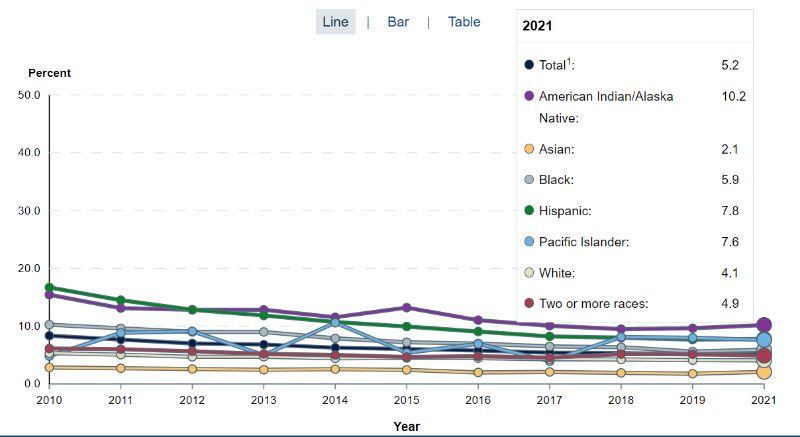 Line | Bar | Table
2021
Total¹: 5.2
American Indian/Alaska 10.2
Native:
Asian: 2.1
Black: 5.9
Hispanic: 7.8
Pacific Islander: 7.6
White: 4.1
Two or more races: 4.9
Percent
50.0
40.0
30.0
20.0
10.0
0.0
2010 2011 2012 2013 2014 2015 2016 2017 2018 2019 2020 2021
Year